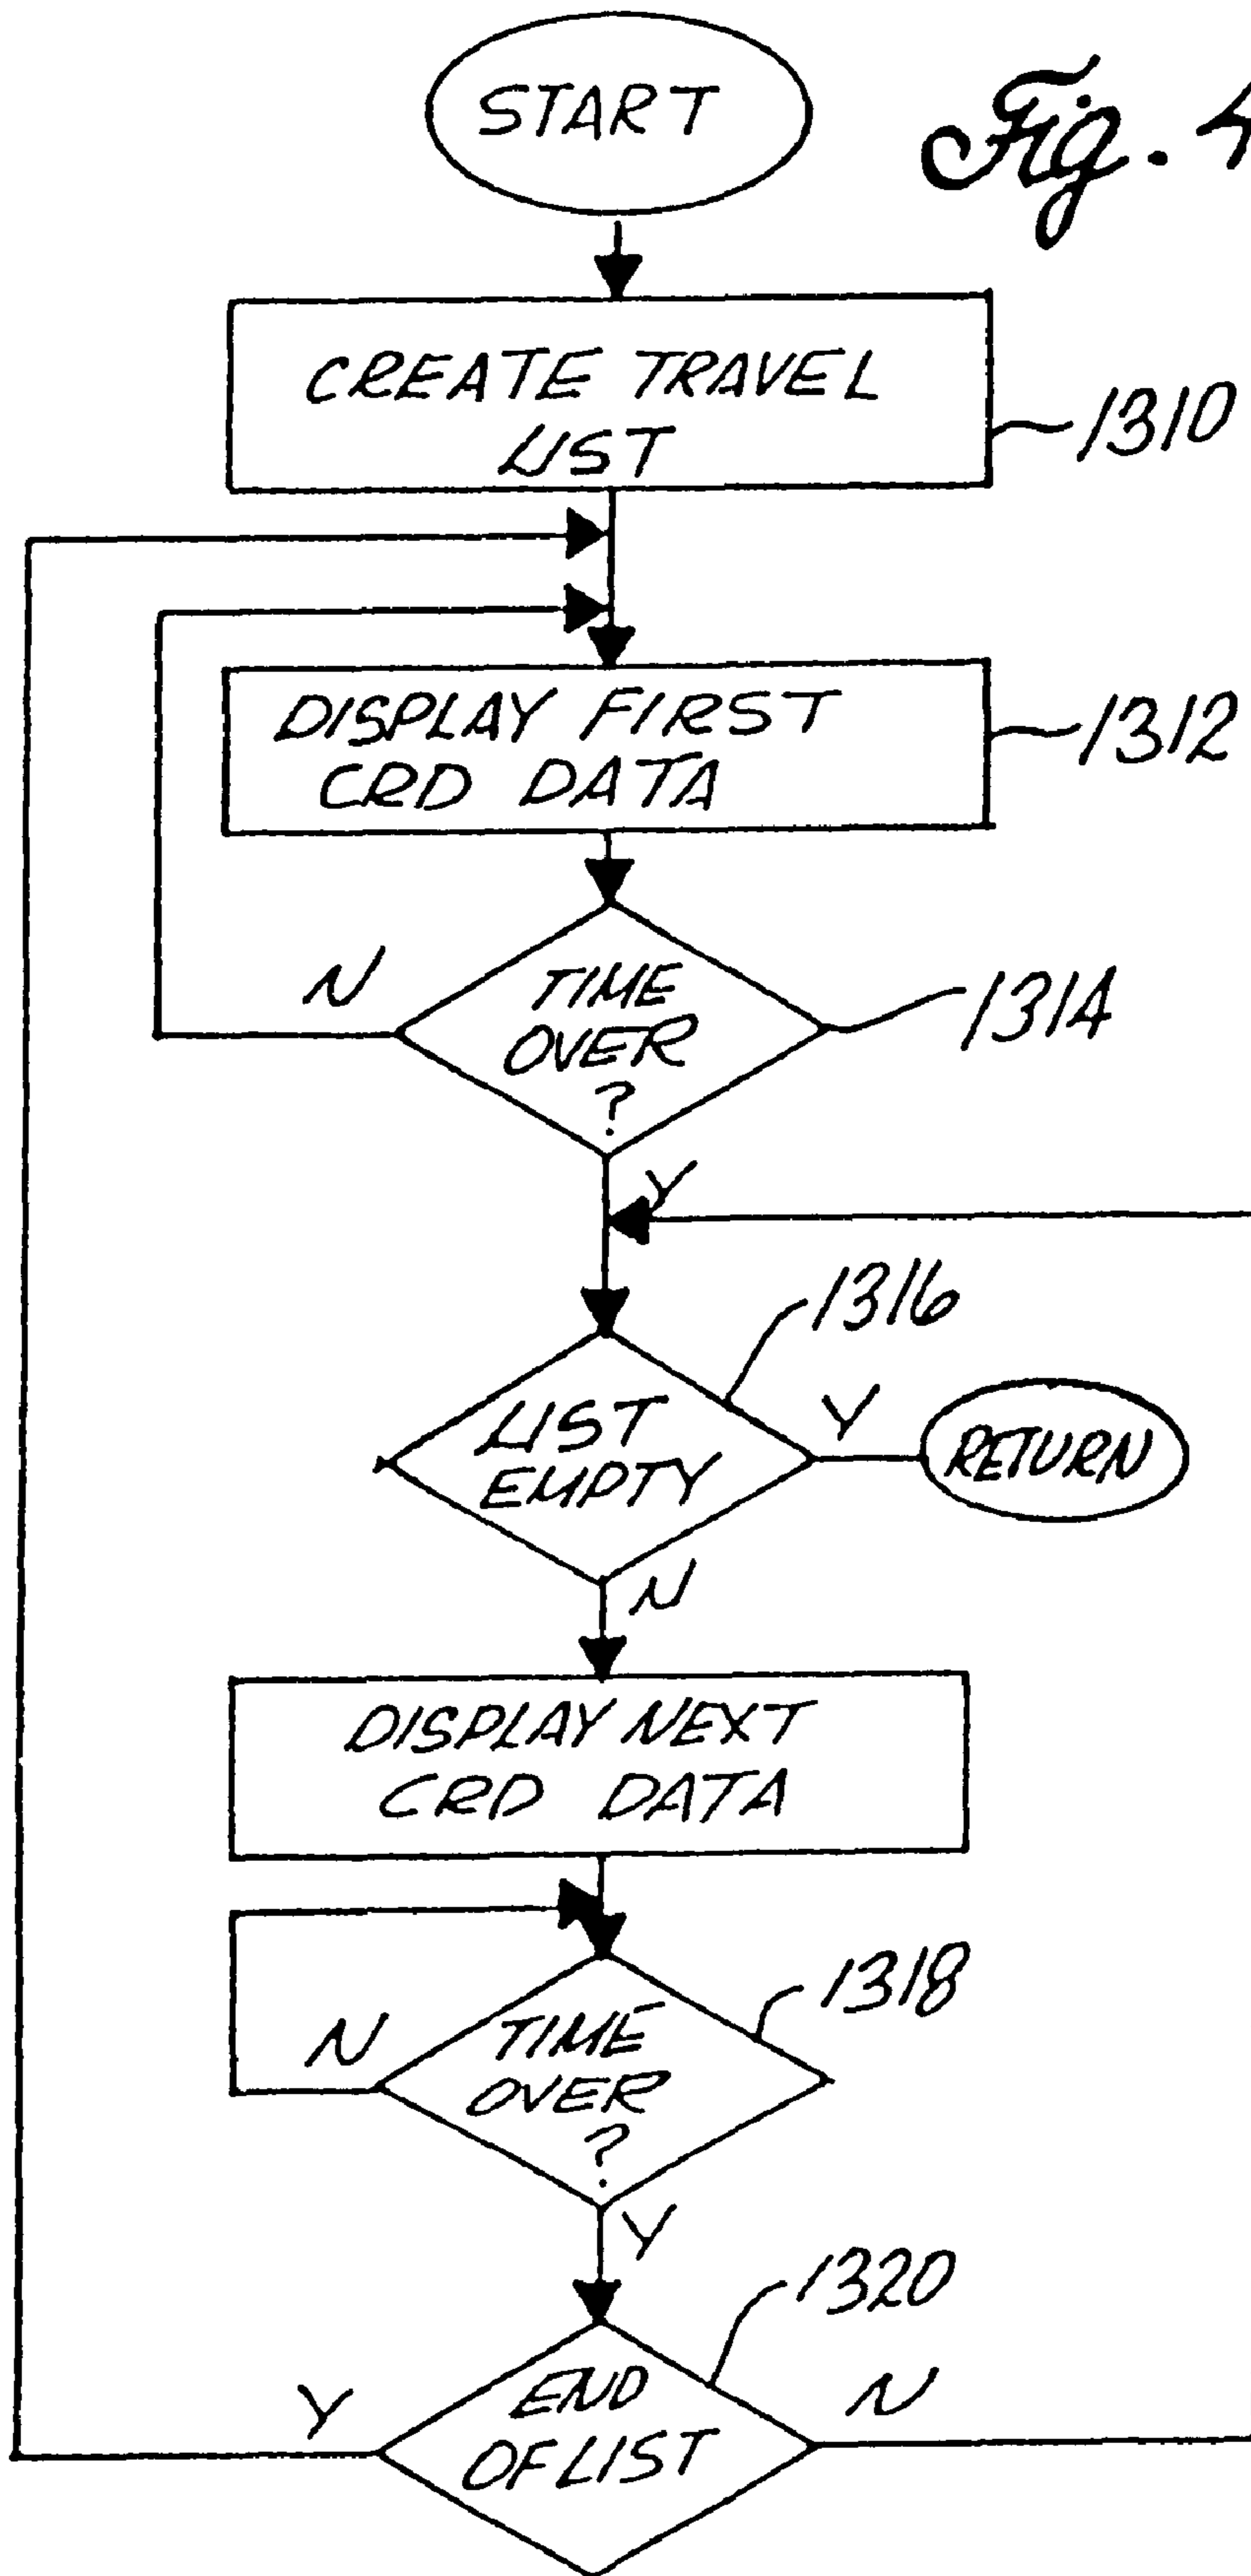 START
Fig. 4
CREATE TRAVEL
LIST
1310
DISPLAY FIRST
CRD DATA
1312
N
TIME
OVER
?
1314
Y
1316
LIST
EMPTY
Y
RETURN
N
DISPLAY NEXT
CRD DATA
1318
N
TIME
OVER
?
Y
1320
Y
END
OF LIST
N